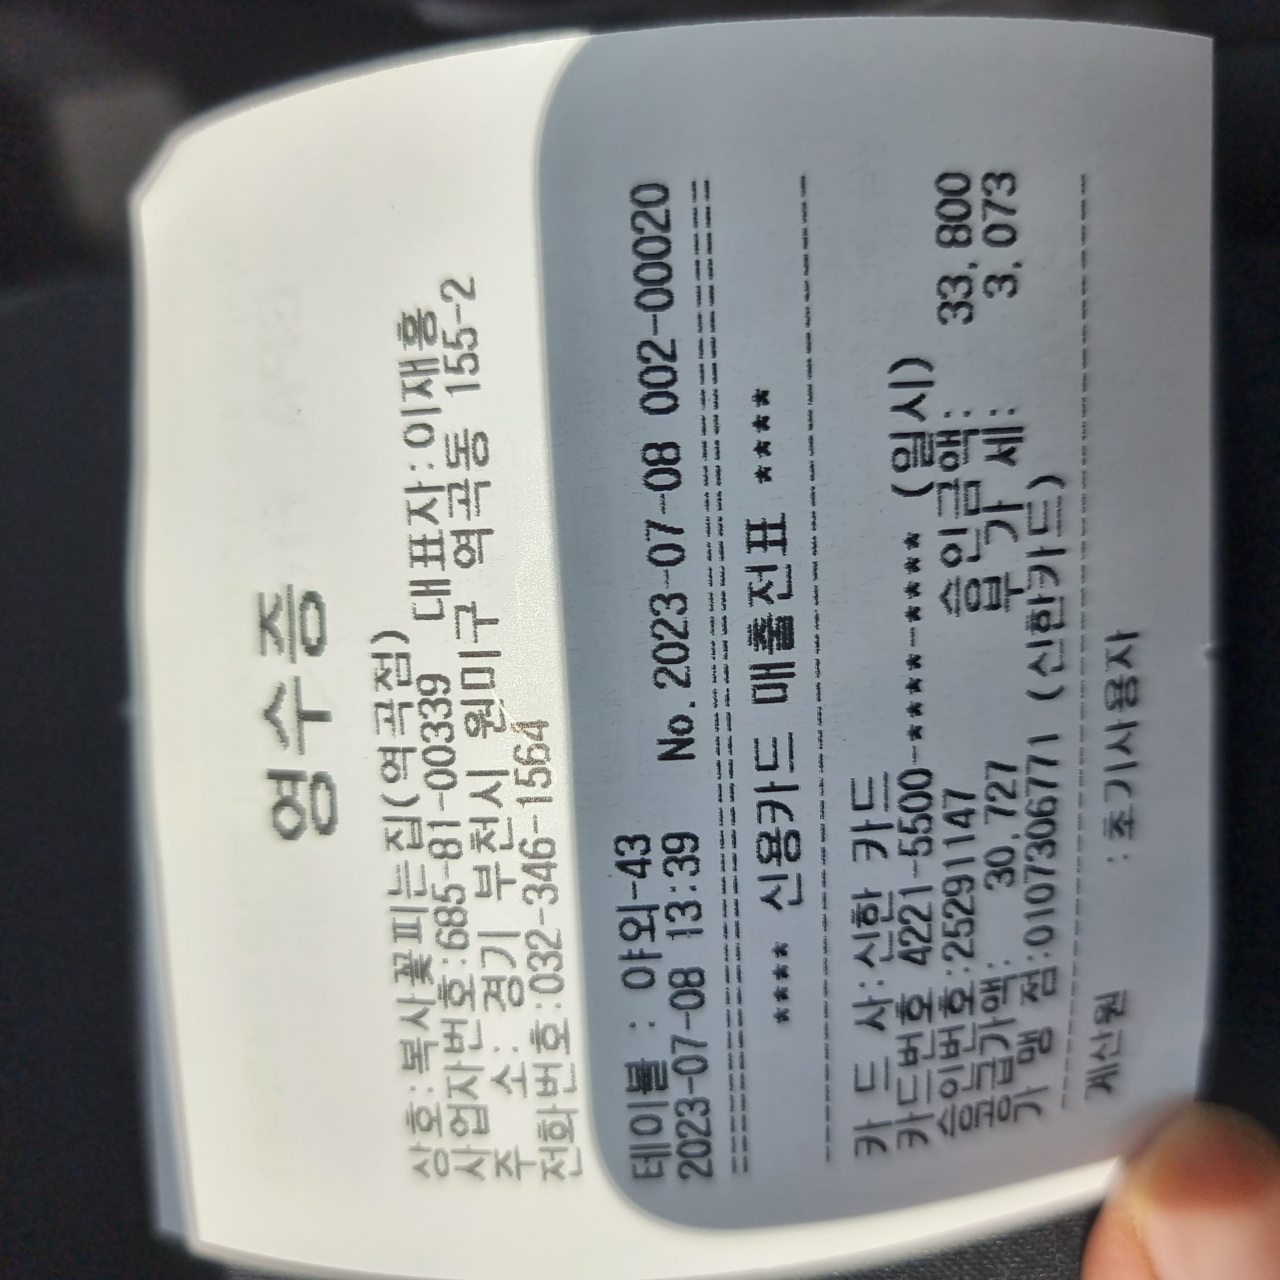 영수증
상호:복사꽃피는집(역곡점)
사업자번호:685-81-00339 대표자:이재홍
주 소: 경기 부천시 원미구 역곡동 155-2
전화번호:032-346-1564
테이블 : 야외-43
2023-07-08 13:39 No.2023-07-08 002-00020
**** 신용카드 매출전표 ****
카 드 사:신한 카드
카드번호 4221-5500-****-**** (일시)
승인번호:25291147 승인금액: 33,800
공급가액: 30,727 부 가 세: 3,073
가 맹 점:0107306771 (신한카드)
계산원 :초기사용자